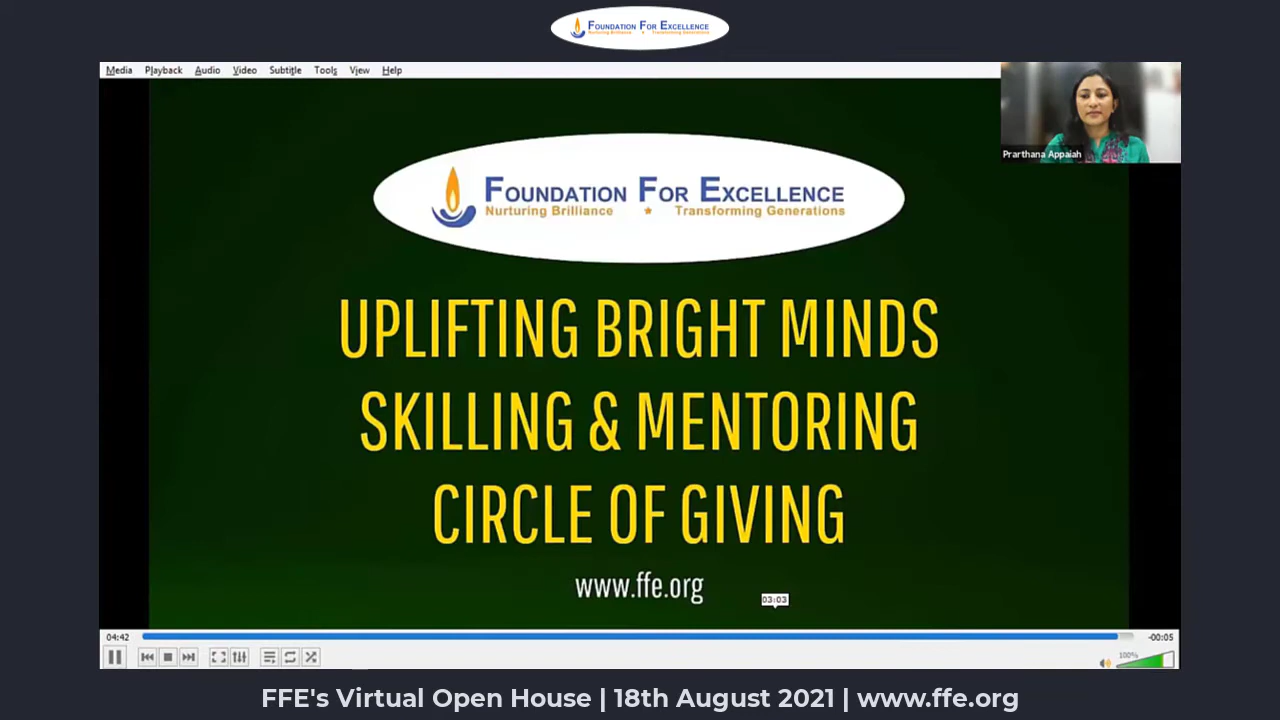 FOUNDATION FOR EXCELLENCE
Nurturing Brilliance ★ Transforming Generations
Media Playback Audio Video Subtitle Tools View Help
Prarthana Appaiah
FOUNDATION FOR EXCELLENCE
Nurturing Brilliance ★ Transforming Generations
UPLIFTING BRIGHT MINDS
SKILLING & MENTORING
CIRCLE OF GIVING
www.ffe.org
03:03
04:42 -00:05
100%
FFE's Virtual Open House | 18th August 2021 | www.ffe.org